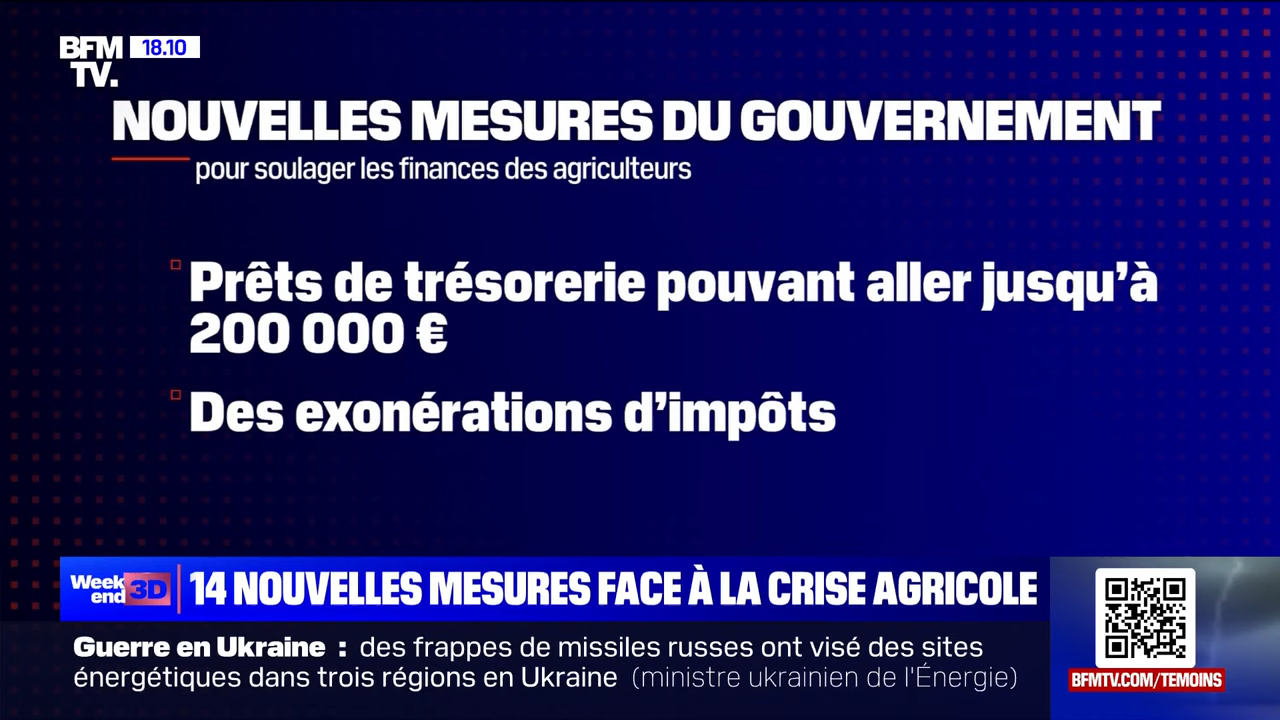 BFM
TV.
18.10
NOUVELLES MESURES DU GOUVERNEMENT
pour soulager les finances des agriculteurs
Prêts de trésorerie pouvant aller jusqu’à
200 000 €
Des exonérations d’impôts
Week
end
3D
14 NOUVELLES MESURES FACE À LA CRISE AGRICOLE
Guerre en Ukraine : des frappes de missiles russes ont visé des sites
énergétiques dans trois régions en Ukraine (ministre ukrainien de l'Énergie)
BFMTV.COM/TEMOINS